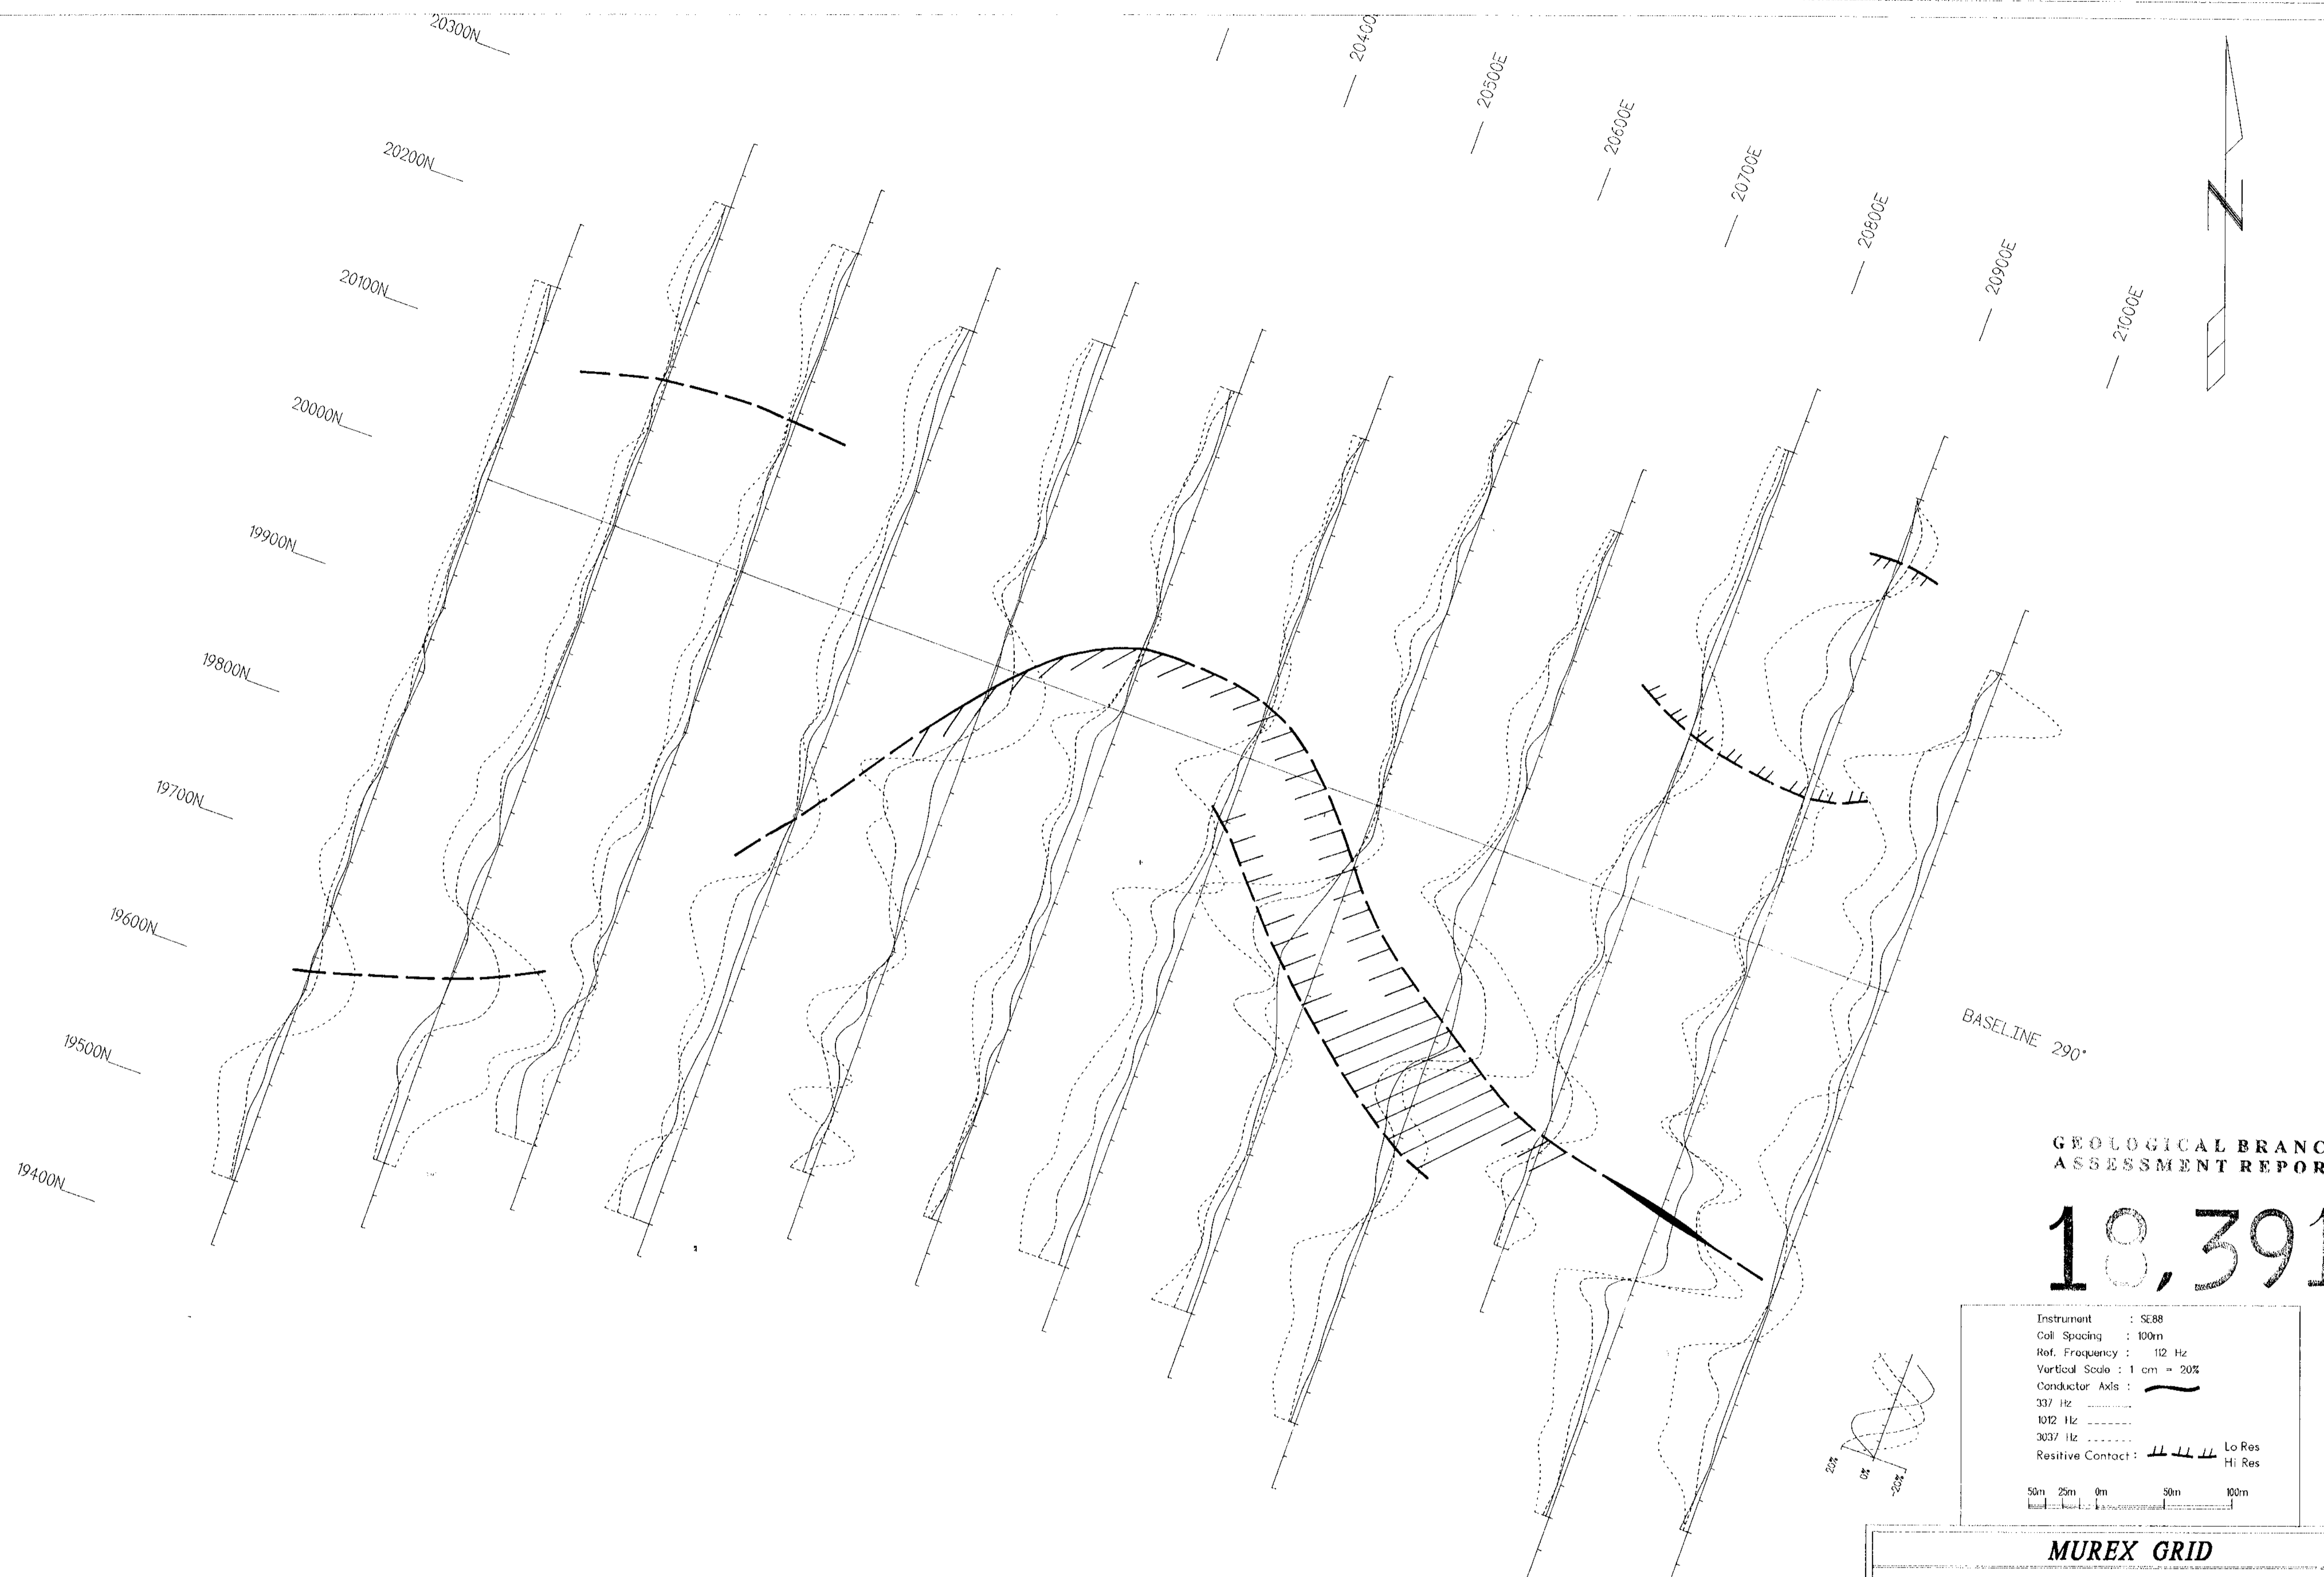 20300N
20200N
20100N
20000N
19900N
19800N
19700N
19600N
19500N
19400N
20400
20500E
20600E
20700E
20800E
20900E
21000E
N
BASELINE 290°
GEOLOGICAL BRANC
ASSESSMENT REPOR
18,391
Instrument : SE88
Coil Spacing : 100m
Ref. Frequency : 112 Hz
Vertical Scale : 1 cm = 20%
Conductor Axis :
337 Hz
1012 Hz
3037 Hz
Resitive Contact : Lo Res
Hi Res
20% 0% -20%
50m 25m 0m 50m 100m
MUREX GRID